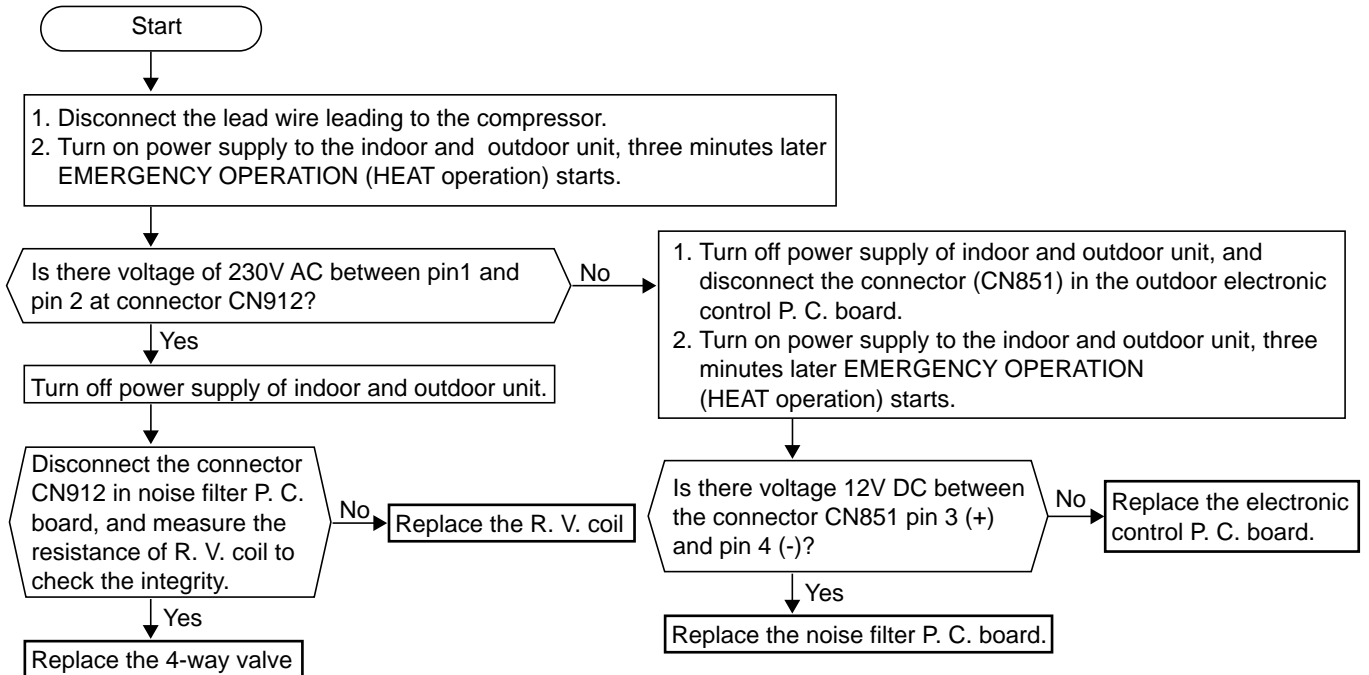 Start
1. Disconnect the lead wire leading to the compressor.
2. Turn on power supply to the indoor and outdoor unit, three minutes later
EMERGENCY OPERATION (HEAT operation) starts.
Is there voltage of 230V AC between pin1 and
pin 2 at connector CN912?
No
1. Turn off power supply of indoor and outdoor unit, and
disconnect the connector (CN851) in the outdoor electronic
control P. C. board.
2. Turn on power supply to the indoor and outdoor unit, three
minutes later EMERGENCY OPERATION
(HEAT operation) starts.
Yes
Turn off power supply of indoor and outdoor unit.
Disconnect the connector
CN912 in noise filter P. C.
board, and measure the
resistance of R. V. coil to
check the integrity.
No
Replace the R. V. coil
Yes
Replace the 4-way valve
Is there voltage 12V DC between
the connector CN851 pin 3 (+)
and pin 4 (-)?
No
Replace the electronic
control P. C. board.
Yes
Replace the noise filter P. C. board.